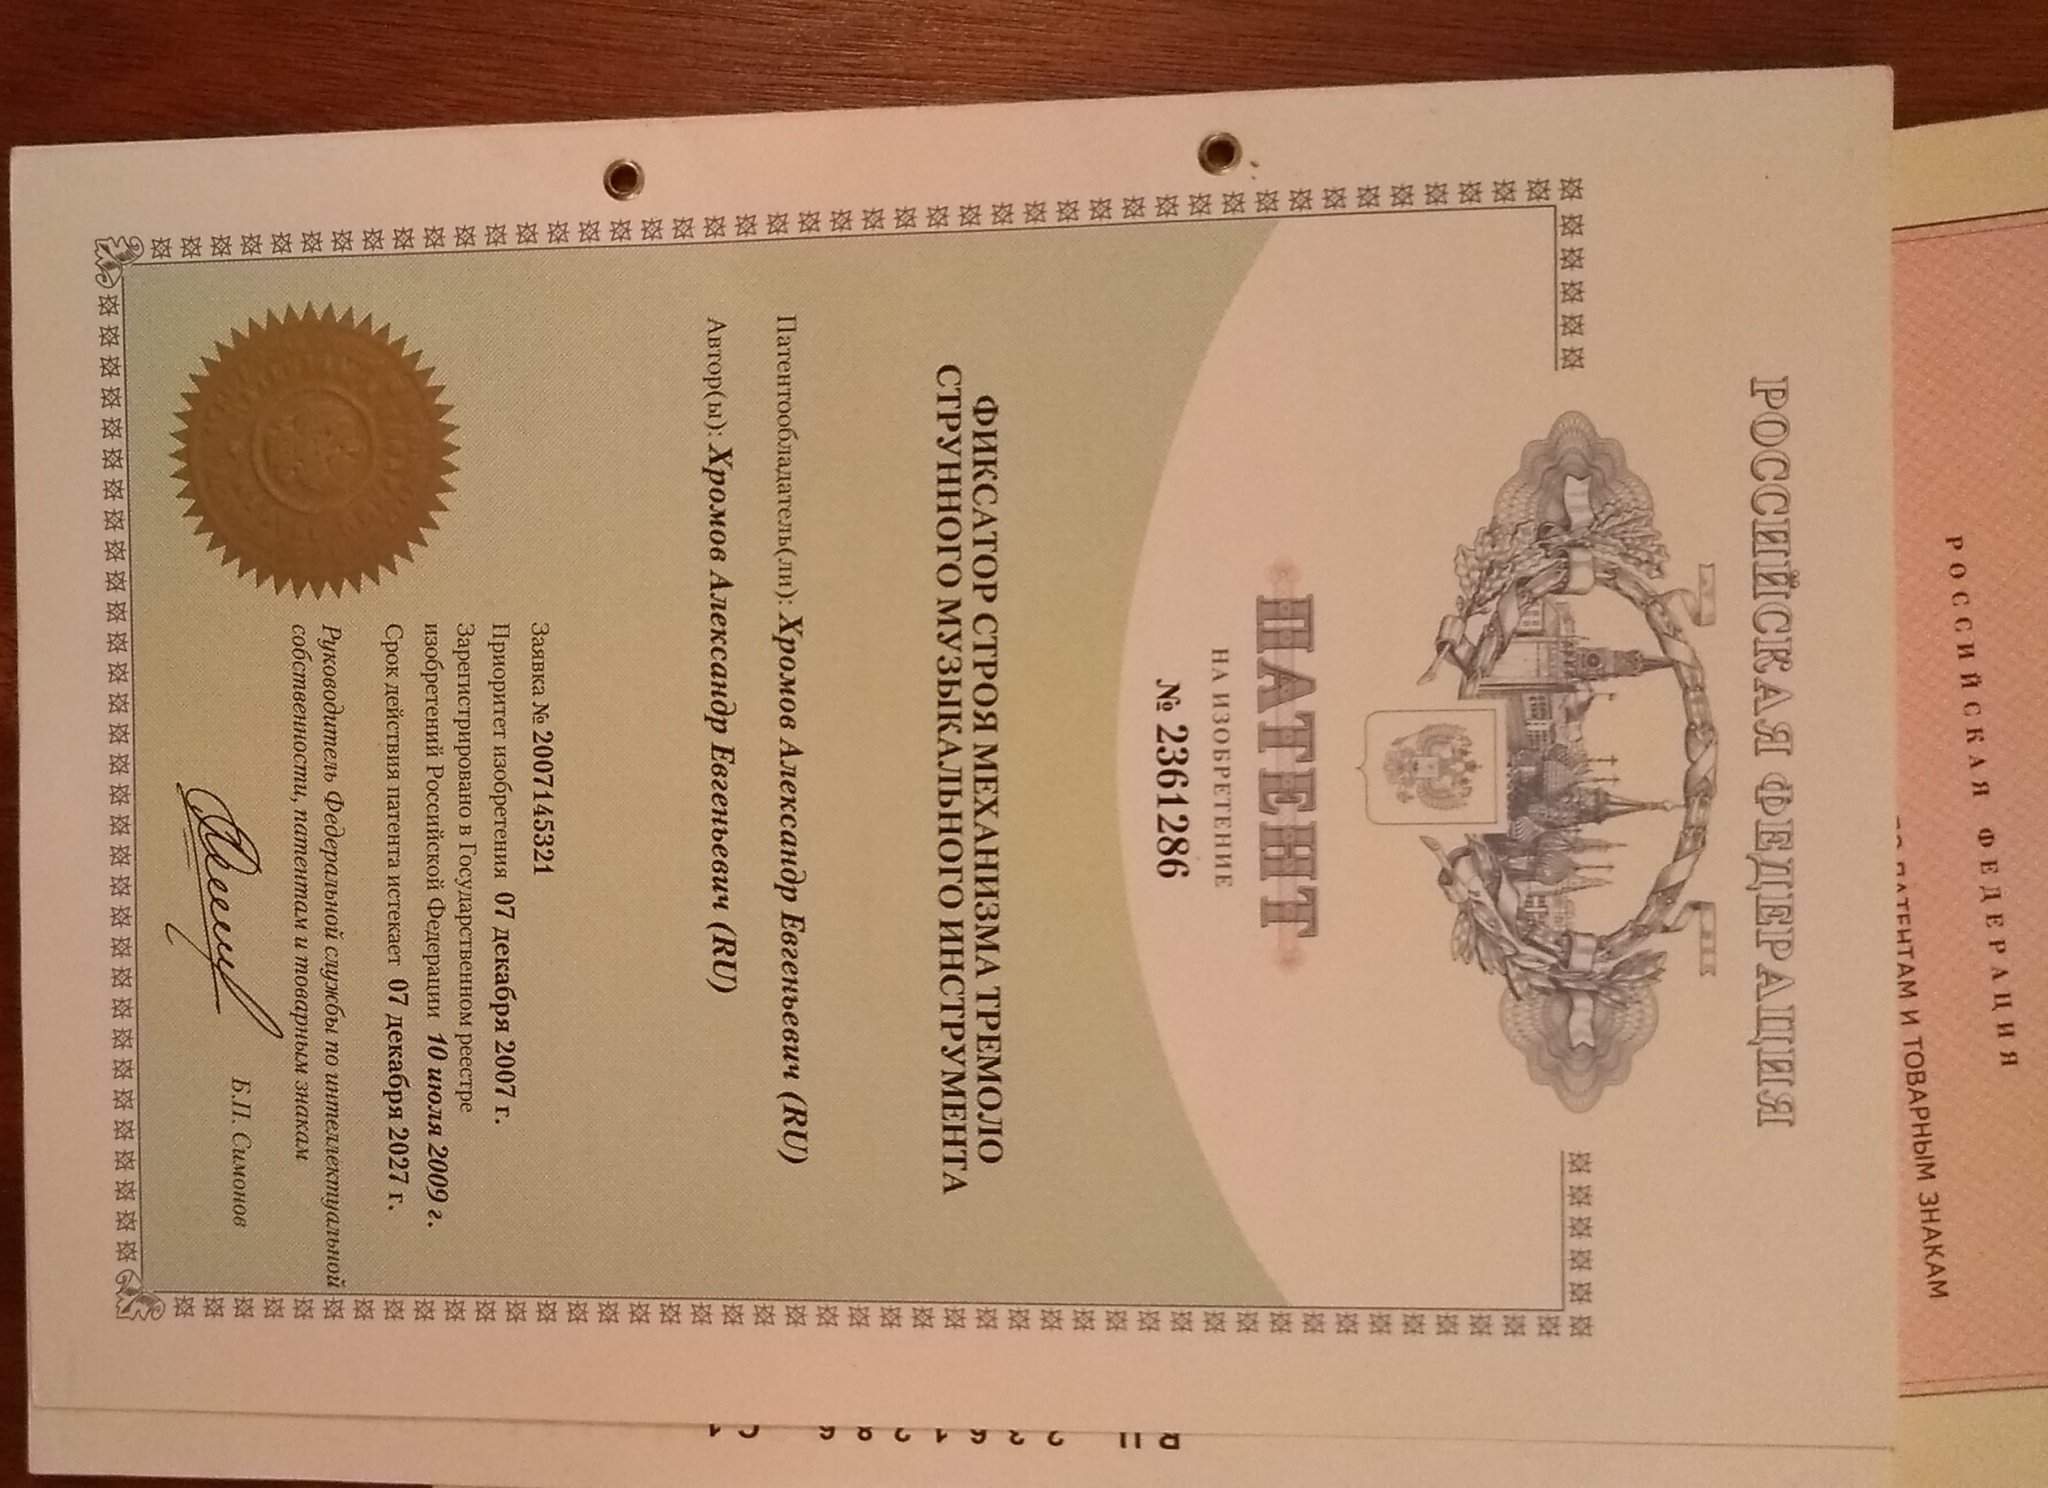 РОССИЙСКАЯ ФЕДЕРАЦИЯ
ПАТЕНТ
НА ИЗОБРЕТЕНИЕ
№ 2361286
ФИКСАТОР СТРОЯ МЕХАНИЗМА ТРЕМОЛО
СТРУННОГО МУЗЫКАЛЬНОГО ИНСТРУМЕНТА
Патентообладатель(ли): Хромов Александр Евгеньевич (RU)
Автор(ы): Хромов Александр Евгеньевич (RU)
Заявка № 2007145321
Приоритет изобретения 07 декабря 2007 г.
Зарегистрировано в Государственном реестре
изобретений Российской Федерации 10 июля 2009 г.
Срок действия патента истекает 07 декабря 2027 г.
Руководитель Федеральной службы по интеллектуальной
собственности, патентам и товарным знакам
Б.П. Симонов
РОССИЙСКАЯ ФЕДЕРАЦИЯ
ПАТЕНТАМ И ТОВАРНЫМ ЗНАКАМ